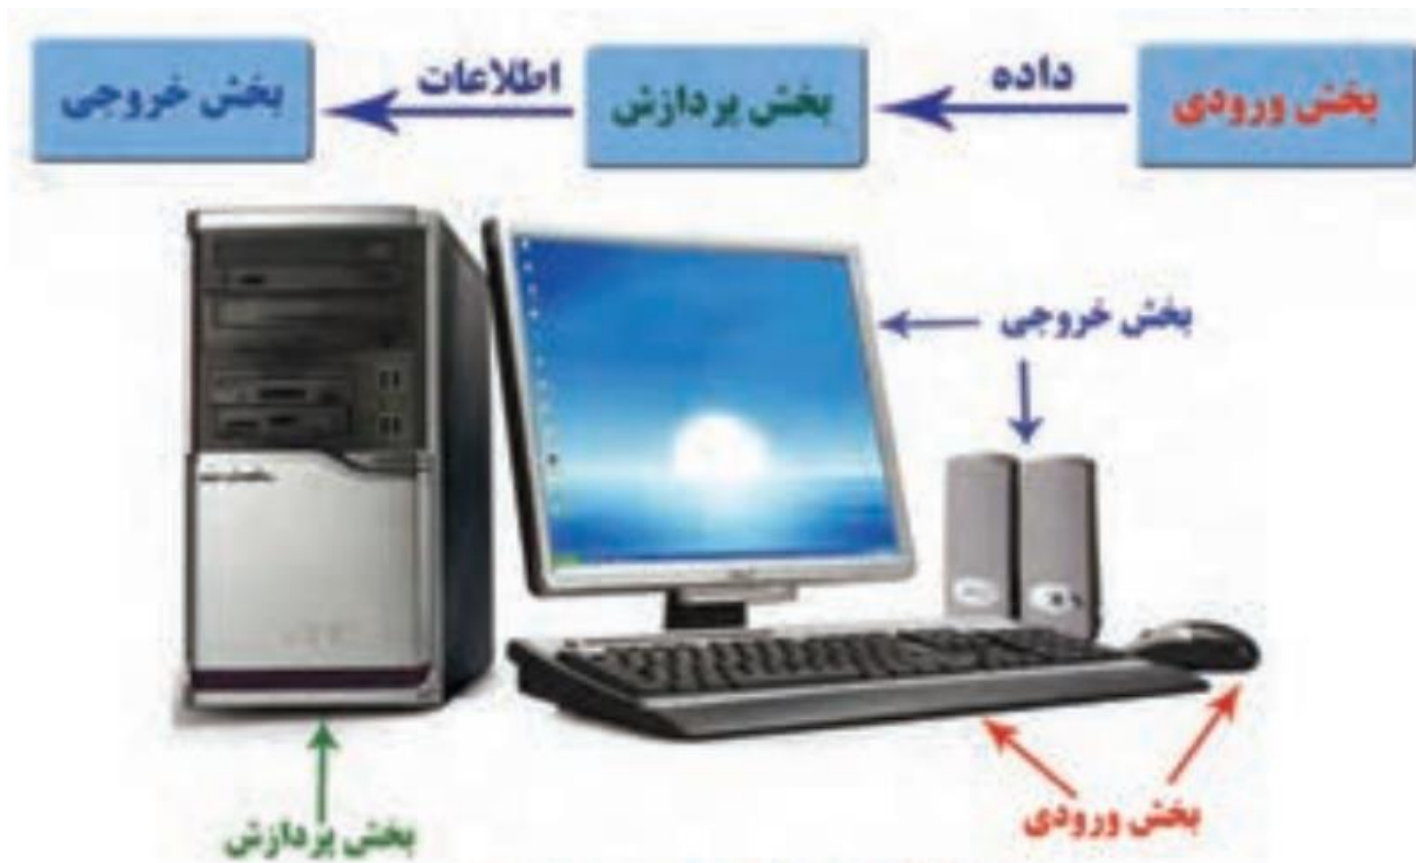 بخش ورودی
داده
بخش پردازش
اطلاعات
بخش خروجی
بخش خروجی
بخش ورودی
بخش پردازش